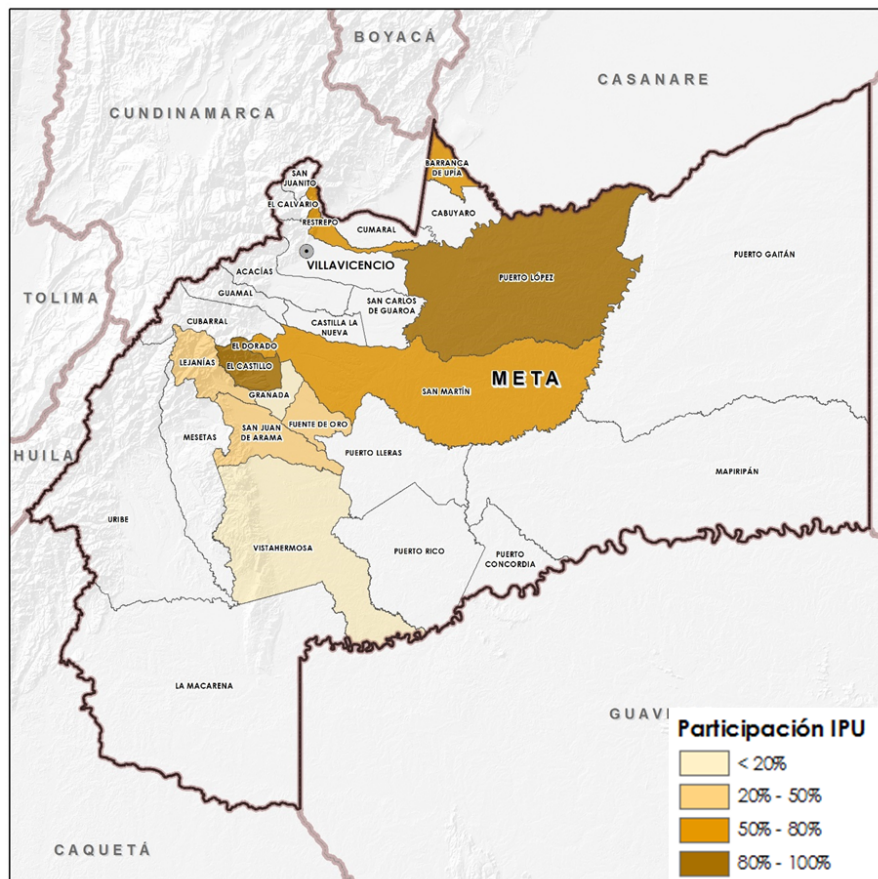 BOYACÁ
CASANARE
CUNDINAMARCA
BARRANCA
DE UPÍA
SAN
JUANITO
EL CALVARIO
CABUYARO
RESTREPO
CUMARAL
PUERTO GAITÁN
VILLAVICENCIO
ACACÍAS
PUERTO LÓPEZ
GUAMAL
TOLIMA
SAN CARLOS
DE GUAROA
CUBARRAL
CASTILLA LA
NUEVA
EL DORADO
LEJANÍAS
EL CASTILLO
META
SAN MARTÍN
GRANADA
FUENTE DE ORO
SAN JUAN
DE ARAMA
MESETAS
HUILA
PUERTO LLERAS
MAPIRIPÁN
URIBE
VISTAHERMOSA
PUERTO RICO
PUERTO
CONCORDIA
LA MACARENA
GUAVI
Participación IPU
< 20%
20% - 50%
50% - 80%
80% - 100%
CAQUETÁ